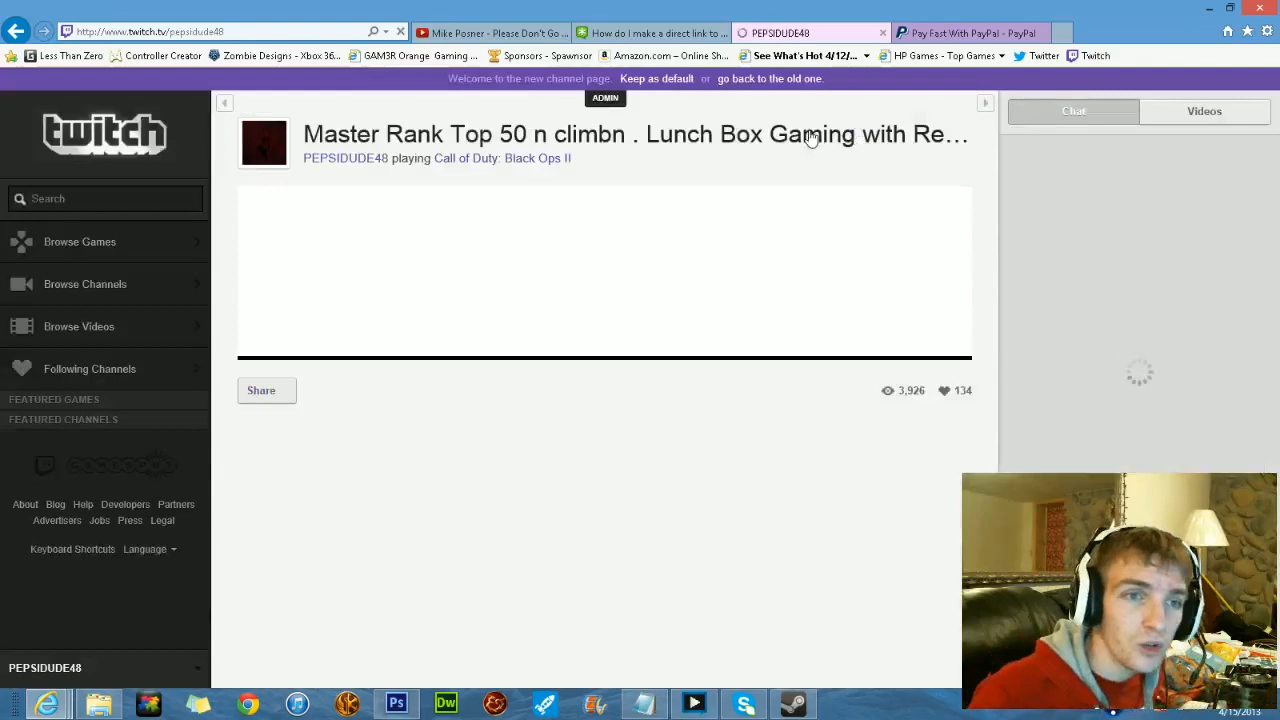 http://www.twitch.tv/pepsidude48
Mike Posner - Please Don't Go ...
How do I make a direct link to ...
PEPSIDUDE48
Pay Fast With PayPal - PayPal
Less Than Zero
Controller Creator
Zombie Designs - Xbox 36...
GAM3R Orange Gaming ...
Sponsors - Spawnsor
Amazon.com – Online Sh...
See What's Hot 4/12/...
HP Games - Top Games
Twitter
Twitch
Welcome to the new channel page. Keep as default or go back to the old one.
ADMIN
twitch
Master Rank Top 50 n climbn . Lunch Box Gaming with Re...
PEPSIDUDE48 playing Call of Duty: Black Ops II
Chat
Videos
Search
Browse Games
Browse Channels
Browse Videos
Following Channels
FEATURED GAMES
FEATURED CHANNELS
Share
3,926
134
GAMESPOT
About Blog Help Developers Partners
Advertisers Jobs Press Legal
Keyboard Shortcuts Language
PEPSIDUDE48
Ps
Dw
4/15/2013